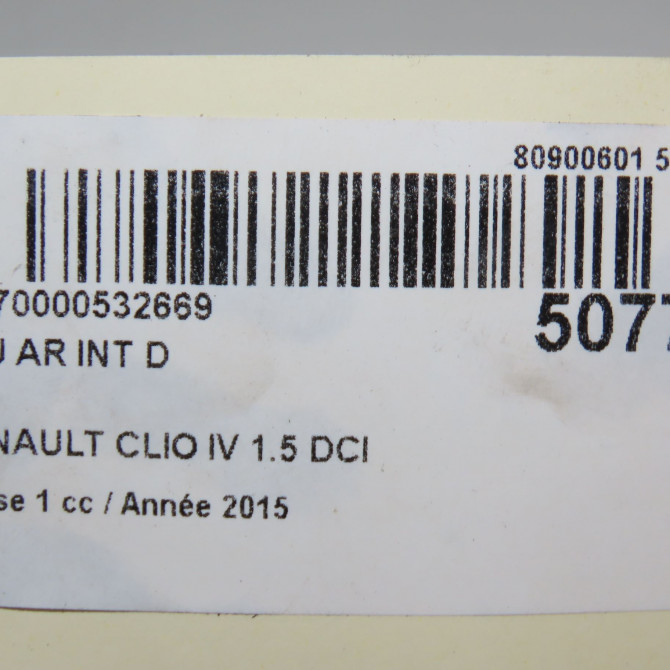 80900601 5
70000532669
5077
AR INT D
NAULT CLIO IV 1.5 DCI
se 1 cc / Année 2015